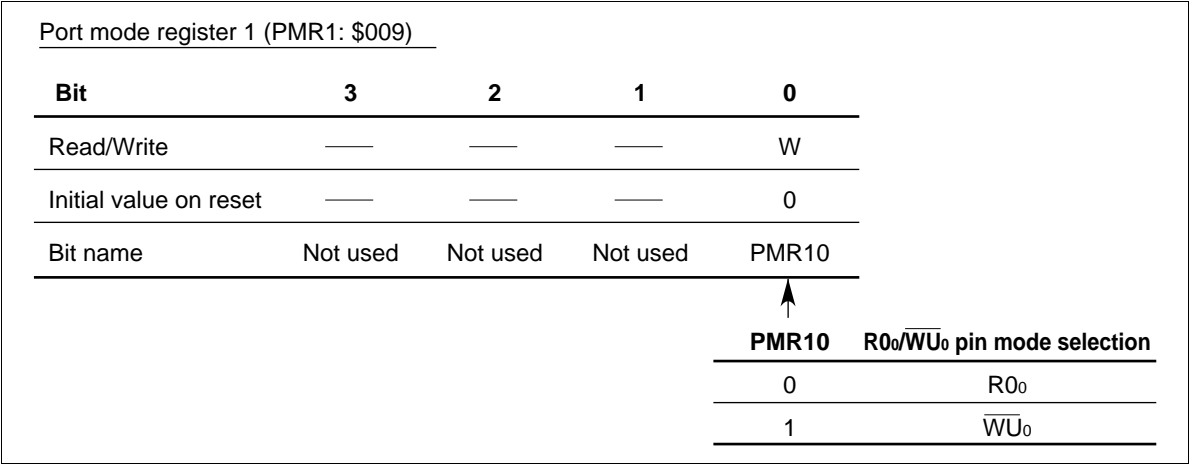 Port mode register 1 (PMR1: $009)
Bit 3 2 1 0
Read/Write —— —— —— W
Initial value on reset —— —— —— 0
Bit name Not used Not used Not used PMR10
PMR10 R0₀/W̅U̅₀ pin mode selection
0 R0₀
1 W̅U̅₀